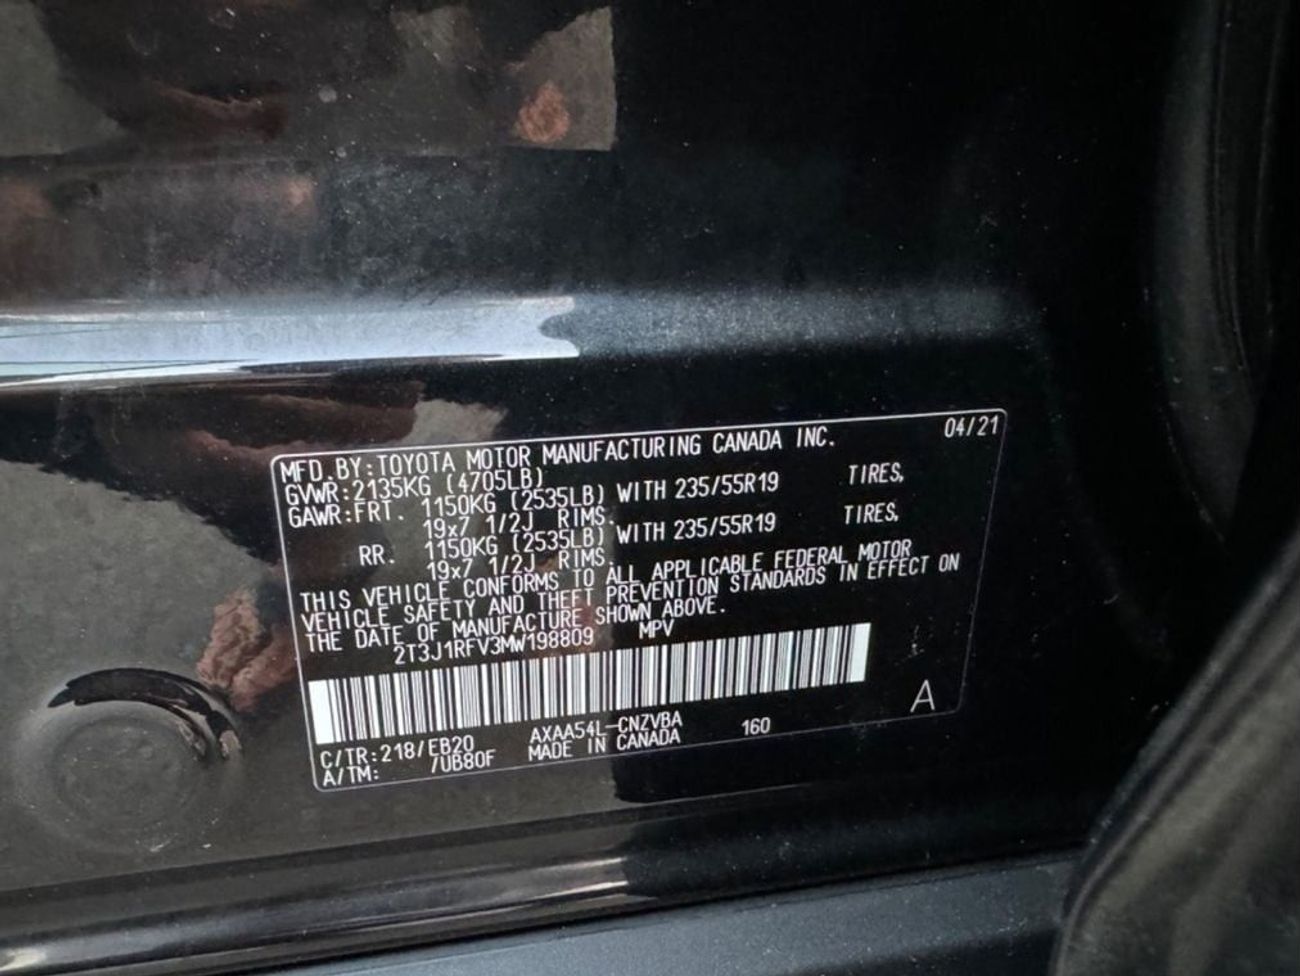 MFD. BY: TOYOTA MOTOR MANUFACTURING CANADA INC. 04/21
GVWR: 2135KG (4705LB)
GAWR: FRT. 1150KG (2535LB) WITH 235/55R19 TIRES,
19x7 1/2J RIMS.
RR. 1150KG (2535LB) WITH 235/55R19 TIRES,
19x7 1/2J RIMS.
THIS VEHICLE CONFORMS TO ALL APPLICABLE FEDERAL MOTOR
VEHICLE SAFETY AND THEFT PREVENTION STANDARDS IN EFFECT ON
THE DATE OF MANUFACTURE SHOWN ABOVE.
2T3J1RFV3MW198809 MPV
C/TR: 218/EB20 AXAA54L-CNZVBA 160 A
A/TM: /UB80F MADE IN CANADA